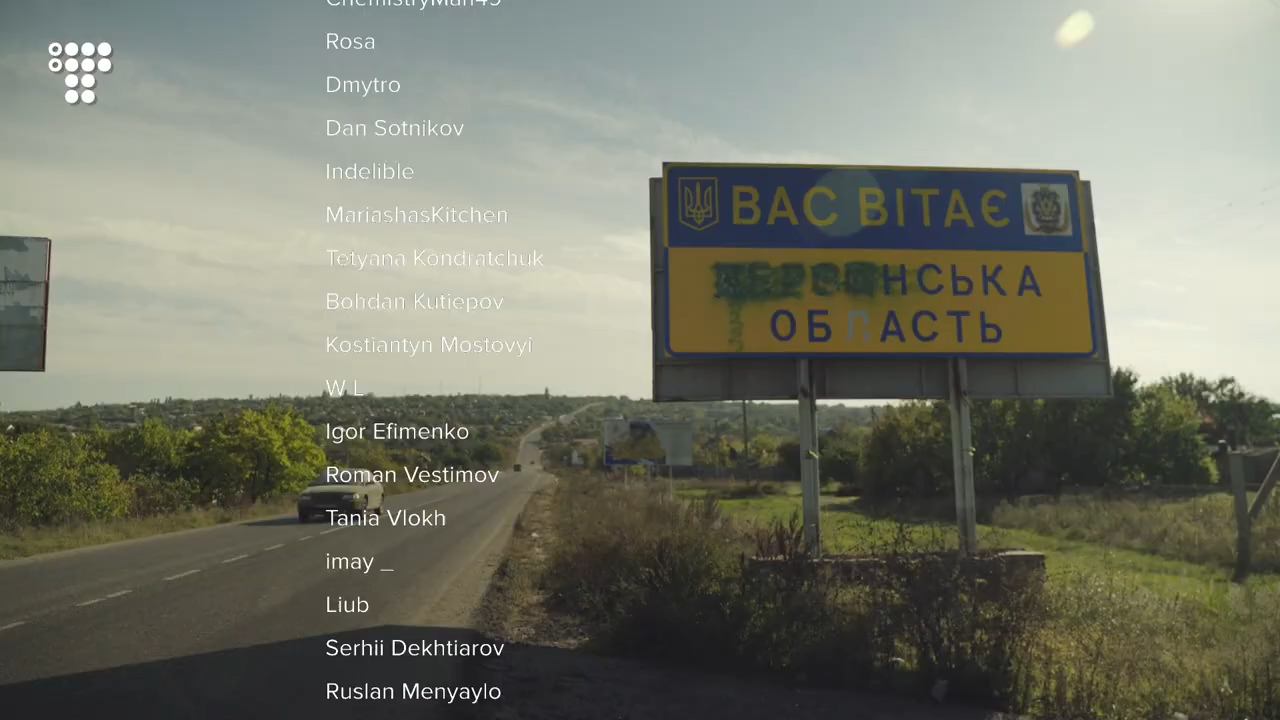 Rosa
Dmytro
Dan Sotnikov
Indelible
MariashasKitchen
Tetyana Kondratchuk
Bohdan Kutiepov
Kostiantyn Mostovyi
W L
Igor Efimenko
Roman Vestimov
Tania Vlokh
imay _
Liub
Serhii Dekhtiarov
Ruslan Menyaylo
ВАС ВІТАЄ
ОБЛАСТЬ